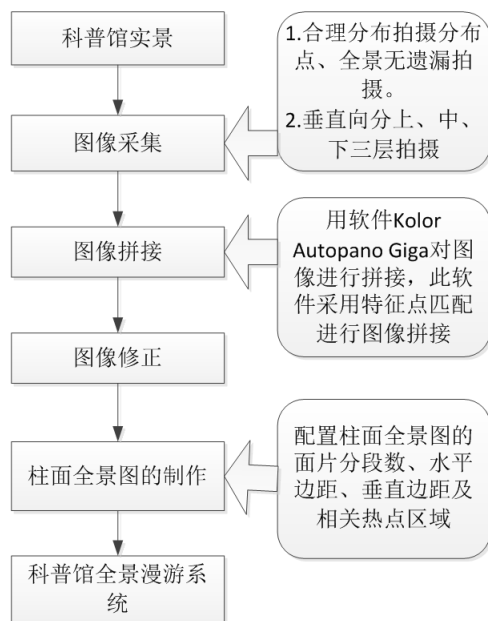 科普馆实景
1.合理分布拍摄分布
点、全景无遗漏拍
摄。
2.垂直向分上、中、
下三层拍摄
图像采集
图像拼接
用软件Kolor
Autopano Giga对图
像进行拼接，此软
件采用特征点匹配
进行图像拼接
图像修正
柱面全景图的制作
配置柱面全景图的
面片分段数、水平
边距、垂直边距及
相关热点区域
科普馆全景漫游系
统